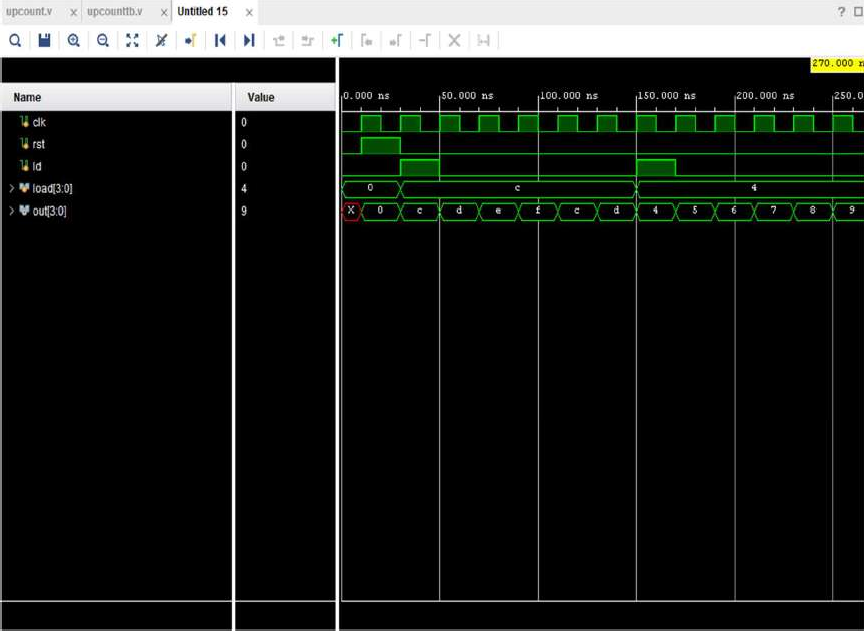 upcount.v x upcounttb.v x Untitled 15 x ?
270.000 n
Name Value
0.000 ns 50.000 ns 100.000 ns 150.000 ns 200.000 ns 250.0
clk 0
rst 0
ld 0
load[3:0] 4 0 c 4
out[3:0] 9 X 0 c d e f c d 4 5 6 7 8 9